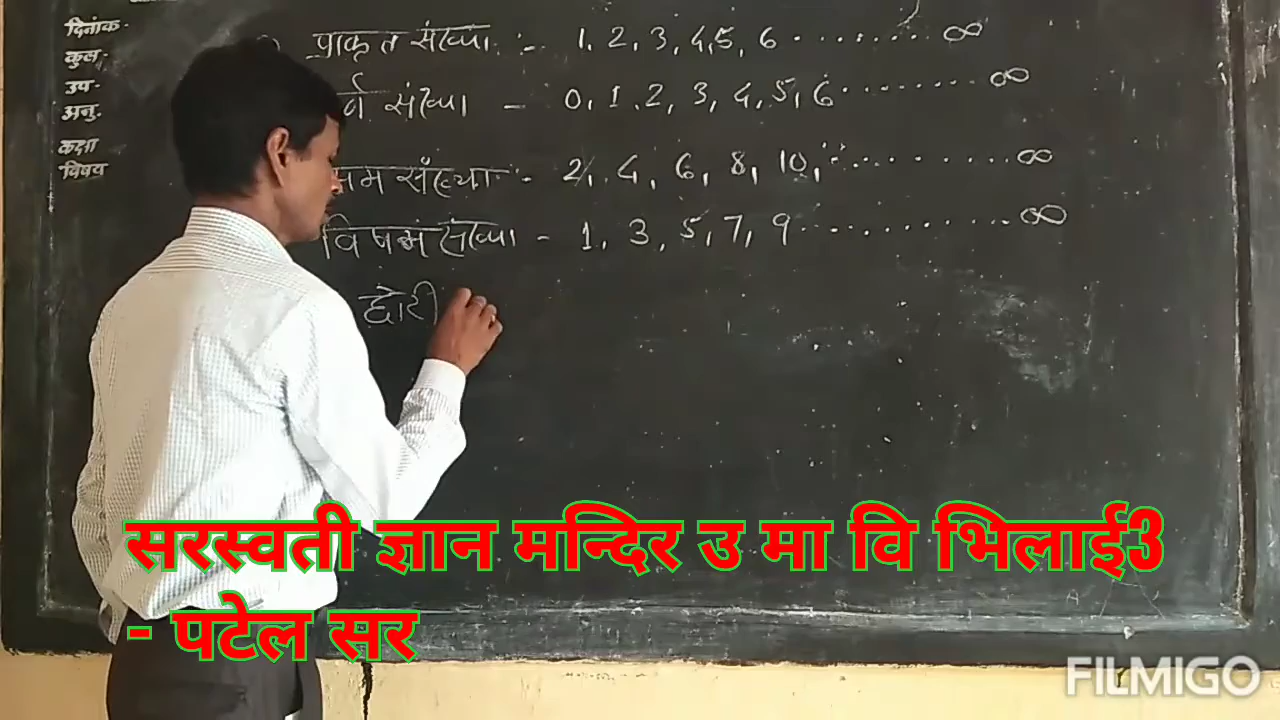 दिनांक-
कुल-
उप-
अनु.
कक्षा
विषय
प्राकृत संख्या :- 1, 2, 3, 4, 5, 6 ........ ∞
र्ण संख्या - 0, 1, 2, 3, 4, 5, 6 ........ ∞
सम संख्या :- 2, 4, 6, 8, 10, ........ ∞
विषम संख्या - 1, 3, 5, 7, 9 ........ ∞
छोटी
सरस्वती ज्ञान मन्दिर उ मा वि भिलाई3
- पटेल सर
FILMIGO